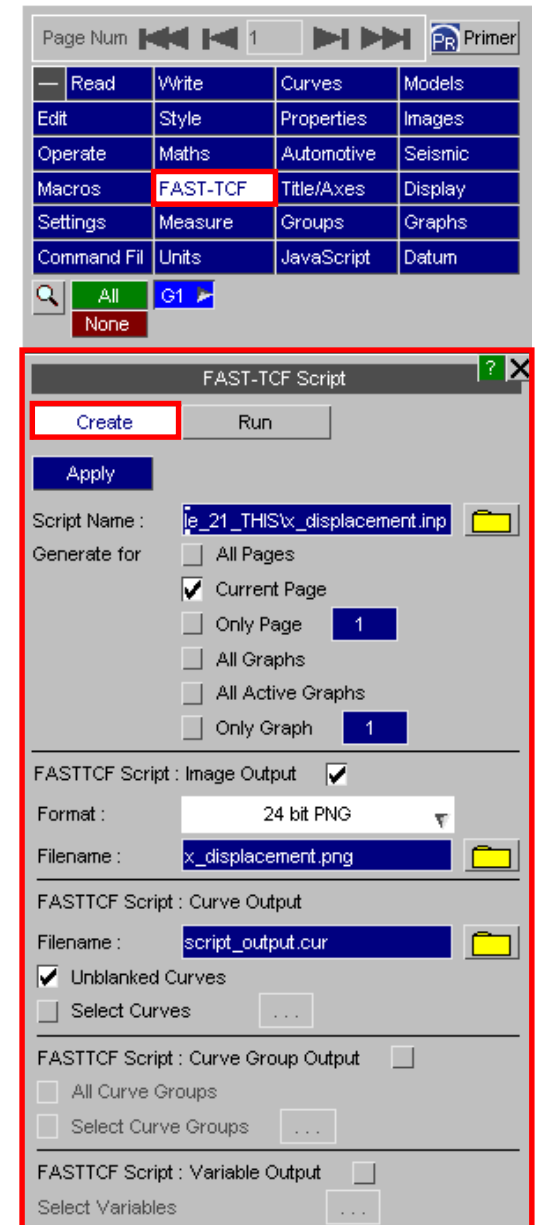 Page Num 1 PR Primer
— Read Write Curves Models
Edit Style Properties Images
Operate Maths Automotive Seismic
Macros FAST-TCF Title/Axes Display
Settings Measure Groups Graphs
Command Fil Units JavaScript Datum
All G1
None
FAST-TCF Script ? X
Create Run
Apply
Script Name : le_21_THIS\x_displacement.inp
Generate for All Pages
Current Page
Only Page 1
All Graphs
All Active Graphs
Only Graph 1
FASTTCF Script : Image Output
Format : 24 bit PNG
Filename : x_displacement.png
FASTTCF Script : Curve Output
Filename : script_output.cur
Unblanked Curves
Select Curves ...
FASTTCF Script : Curve Group Output
All Curve Groups
Select Curve Groups ...
FASTTCF Script : Variable Output
Select Variables ...